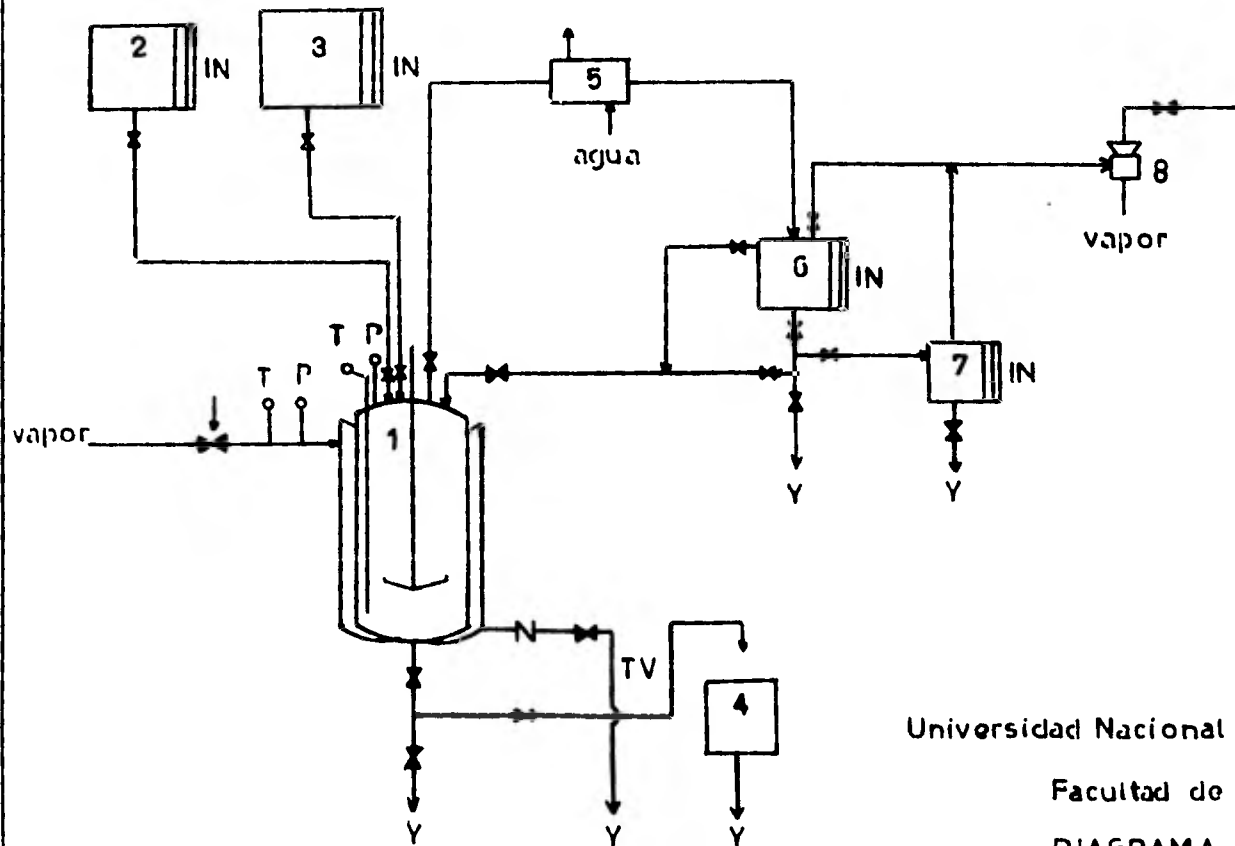 2
IN
3
IN
5
agua
8
vapor
6
IN
7
IN
T P
T P
vapor
1
Y
Y
N
TV
4
Y
Y
Y
Universidad Nacional
Facultad de
DIAGRAMA